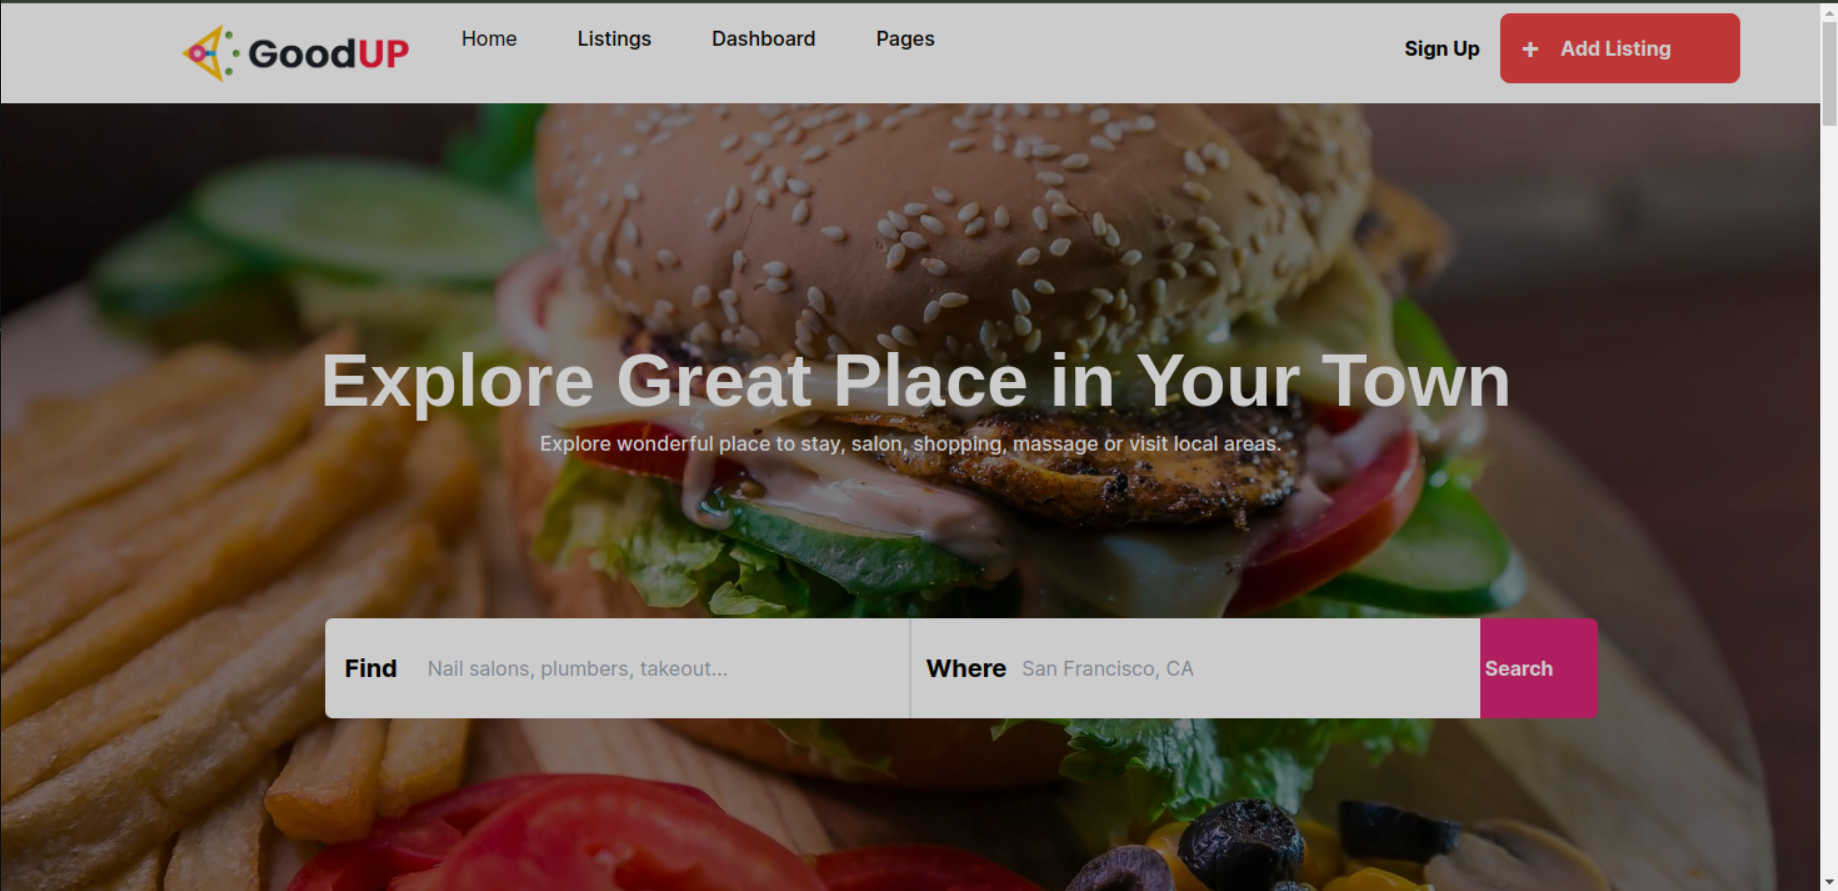 GoodUP
Home Listings Dashboard Pages
Sign Up
+ Add Listing
Explore Great Place in Your Town
Explore wonderful place to stay, salon, shopping, massage or visit local areas.
Find Nail salons, plumbers, takeout...
Where San Francisco, CA
Search